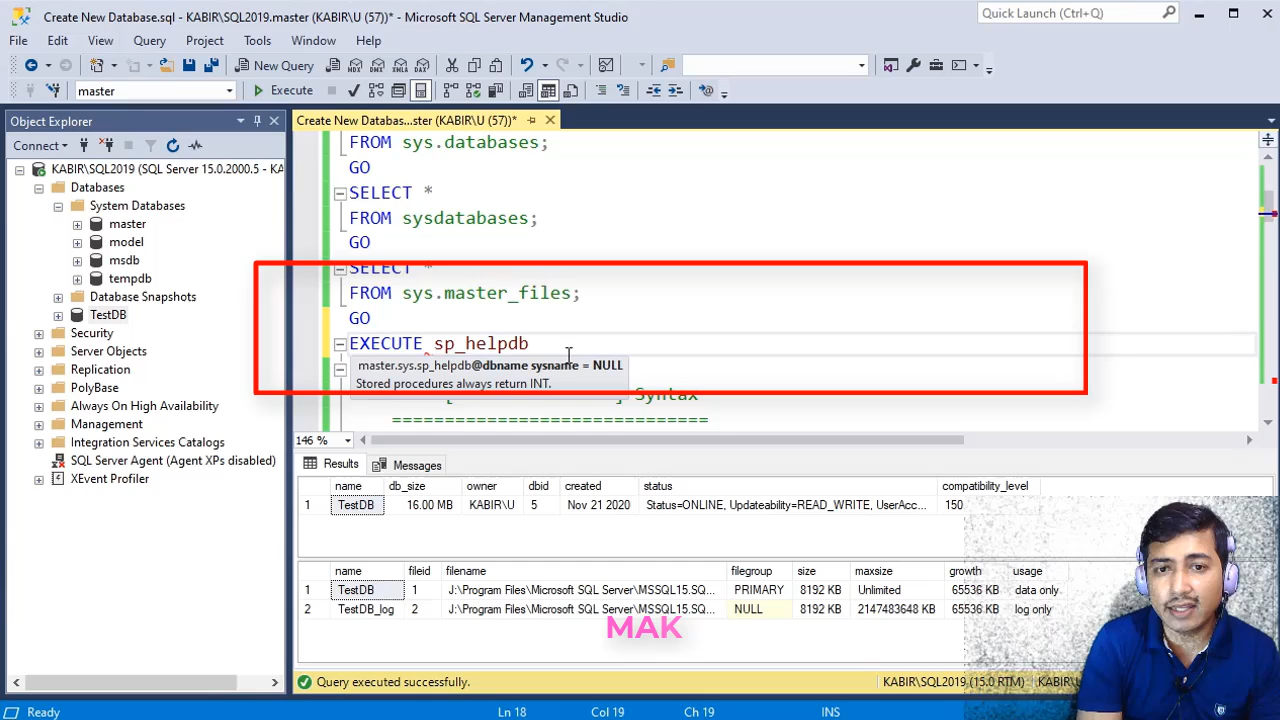 Create New Database.sql - KABIR\SQL2019.master (KABIR\U (57))* - Microsoft SQL Server Management Studio
Quick Launch (Ctrl+Q)
File Edit View Query Project Tools Window Help
New Query
MDX DMX XMLA DAX
master
Execute
Object Explorer
Create New Databas...ster (KABIR\U (57))*
Connect
KABIR\SQL2019 (SQL Server 15.0.2000.5 - KA
Databases
System Databases
master
model
msdb
tempdb
Database Snapshots
TestDB
Security
Server Objects
Replication
PolyBase
Always On High Availability
Management
Integration Services Catalogs
SQL Server Agent (Agent XPs disabled)
XEvent Profiler
FROM sys.databases;
GO
SELECT *
FROM sysdatabases;
GO
SELECT *
FROM sys.master_files;
GO
EXECUTE sp_helpdb
master.sys.sp_helpdb@dbname sysname = NULL
Stored procedures always return INT.
[ ] Syntax
==============================
146 %
Results Messages
name db_size owner dbid created status compatibility_level
1 TestDB 16.00 MB KABIR\U 5 Nov 21 2020 Status=ONLINE, Updateability=READ_WRITE, UserAcc... 150
name fileid filename filegroup size maxsize growth usage
1 TestDB 1 J:\Program Files\Microsoft SQL Server\MSSQL15.SQ... PRIMARY 8192 KB Unlimited 65536 KB data only
2 TestDB_log 2 J:\Program Files\Microsoft SQL Server\MSSQL15.SQ... NULL 8192 KB 2147483648 KB 65536 KB log only
MAK
Query executed successfully.
KABIR\SQL2019 (15.0 RTM) KABIR\U
Ready
Ln 18 Col 19 Ch 19 INS